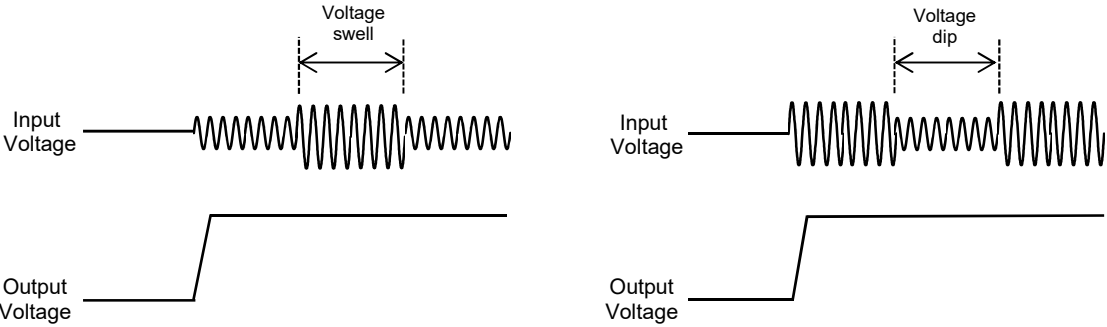 Voltage
swell
Input
Voltage
Output
Voltage
Voltage
dip
Input
Voltage
Output
Voltage